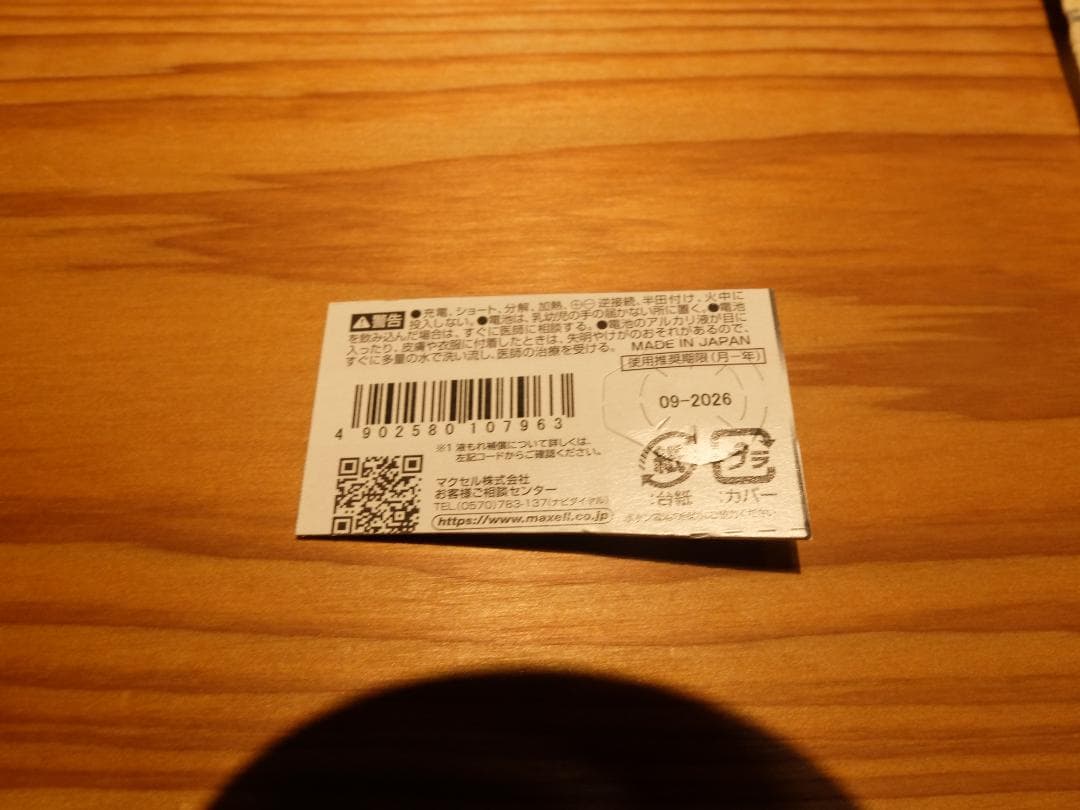 警告 ●充電、ショート、分解、加熱、⊕⊖逆接続、半田付け、火中に
投入しない。●電池は、乳幼児の手の届かない所に置く。●電池
を飲み込んだ場合は、すぐに医師に相談する。●電池のアルカリ液が目に
入ったり、皮膚や衣服に付着したときは、失明やけがのおそれがあるので、
すぐに多量の水で洗い流し、医師の治療を受ける。 MADE IN JAPAN
使用推奨期限(月−年)
09-2026
4 902580 107963
※1 液もれ補償について詳しくは、
左記コードからご確認ください。
マクセル株式会社
お客様ご相談センター
TEL(0570)783-137(ナビダイヤル)
https://www.maxell.co.jp
紙 プラ
:台紙 :カバー